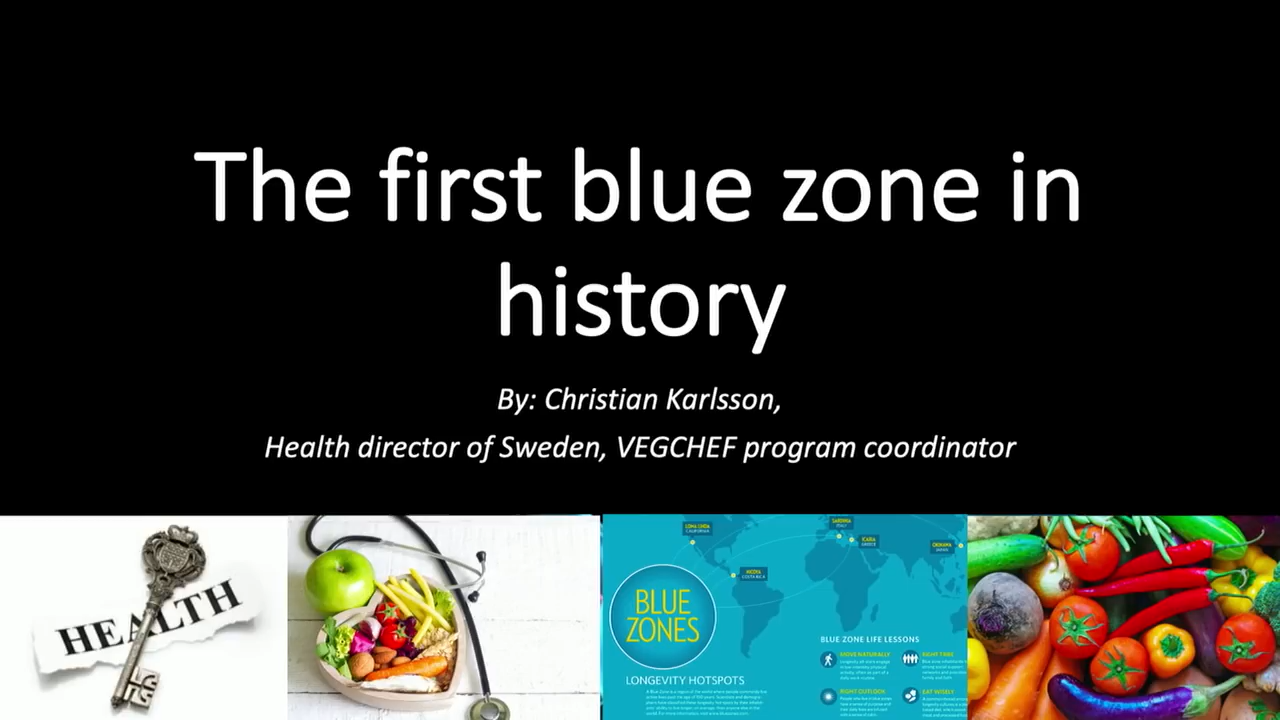 The first blue zone in
history
By: Christian Karlsson,
Health director of Sweden, VEGCHEF program coordinator
HEALTH
LOMA LINDA
CALIFORNIA
SARDINIA
ITALY
ICARIA
GREECE
OKINAWA
JAPAN
NICOYA
COSTA RICA
BLUE
ZONES
LONGEVITY HOTSPOTS
BLUE ZONE LIFE LESSONS
MOVE NATURALLY
RIGHT TRIBE
RIGHT OUTLOOK
EAT WISELY